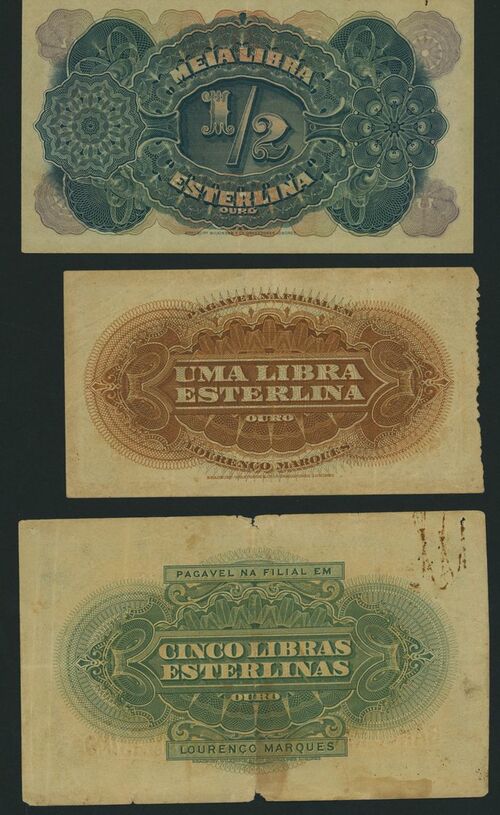 MEIA LIBRA
1/2
ESTERLINA
OURO
PAGAVEL NA FILIAL EM
UMA LIBRA
ESTERLINA
OURO
LOURENÇO MARQUES
PAGAVEL NA FILIAL EM
CINCO LIBRAS
ESTERLINAS
OURO
LOURENÇO MARQUES